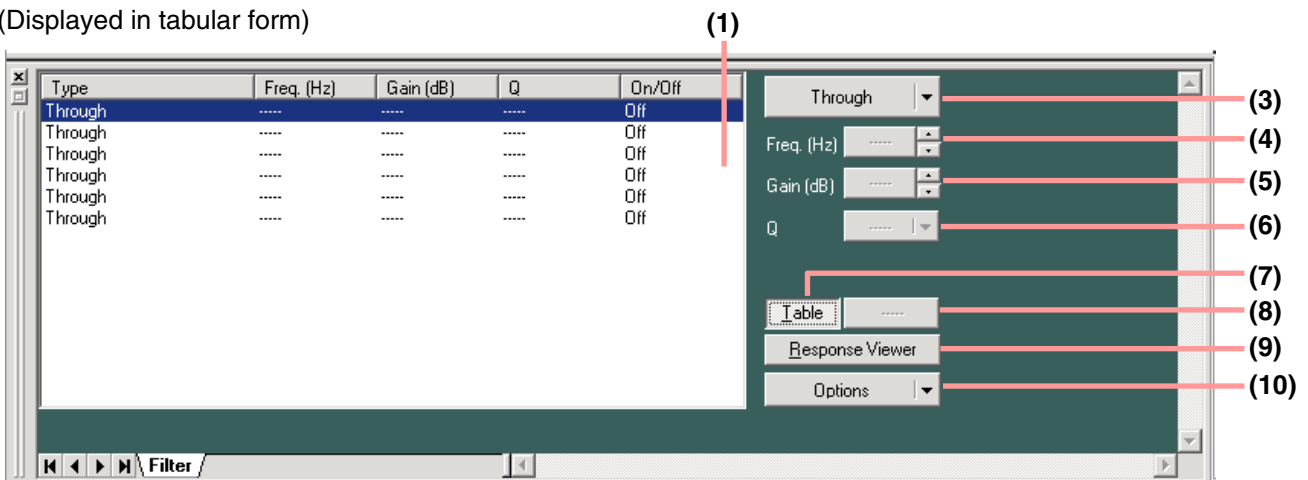 (Displayed in tabular form)
(1)
Type Freq. (Hz) Gain (dB) Q On/Off
Through ----- ----- ----- Off
Through ----- ----- ----- Off
Through ----- ----- ----- Off
Through ----- ----- ----- Off
Through ----- ----- ----- Off
Through ----- ----- ----- Off
Through (3)
Freq. (Hz) ----- (4)
Gain (dB) ----- (5)
Q ----- (6)
(7)
Table ----- (8)
Response Viewer (9)
Options (10)
Filter